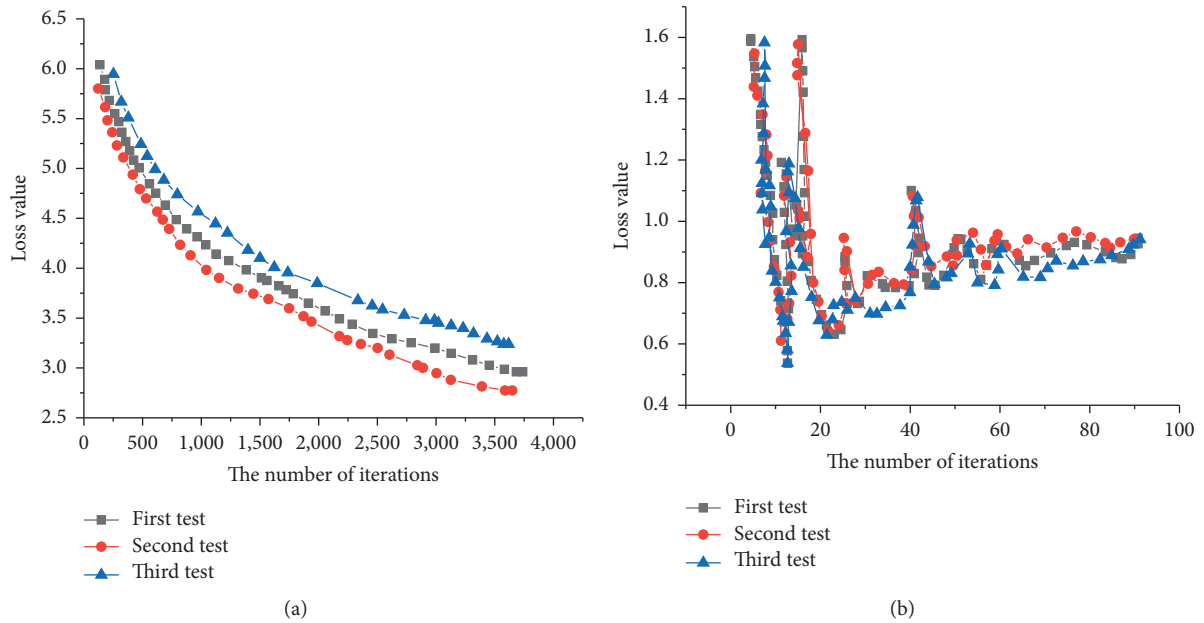 6.5
6.0
5.5
5.0
4.5
4.0
3.5
3.0
2.5
Loss value
0 500 1,000 1,500 2,000 2,500 3,000 3,500 4,000
The number of iterations
First test
Second test
Third test
(a)
1.6
1.4
1.2
1.0
0.8
0.6
0.4
Loss value
0 20 40 60 80 100
The number of iterations
First test
Second test
Third test
(b)